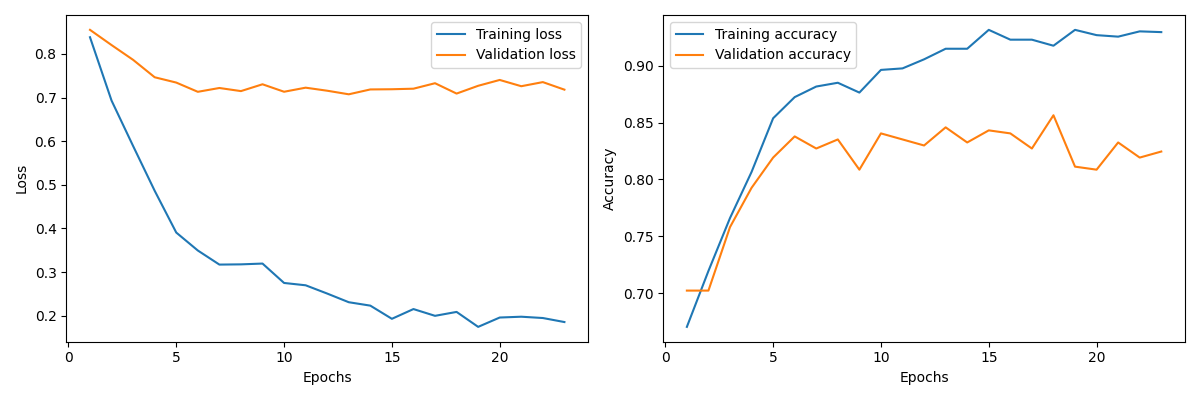 Training loss
Validation loss
0.8
0.7
0.6
0.5
0.4
0.3
0.2
Loss
0
5
10
15
20
Epochs
Training accuracy
Validation accuracy
0.90
0.85
0.80
0.75
0.70
Accuracy
0
5
10
15
20
Epochs